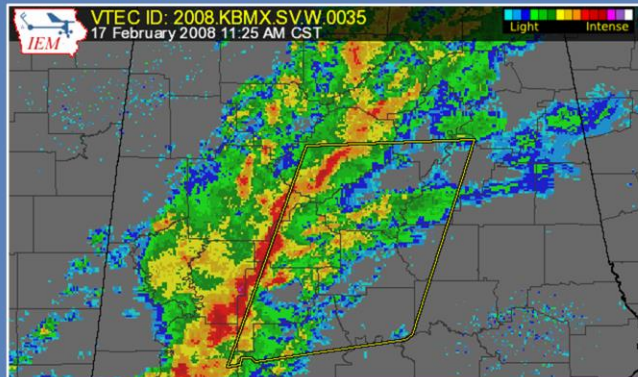 VTEC ID: 2008.KBMX.SV.W.0035
17 February 2008 11:25 AM CST
IEM
Light Intense